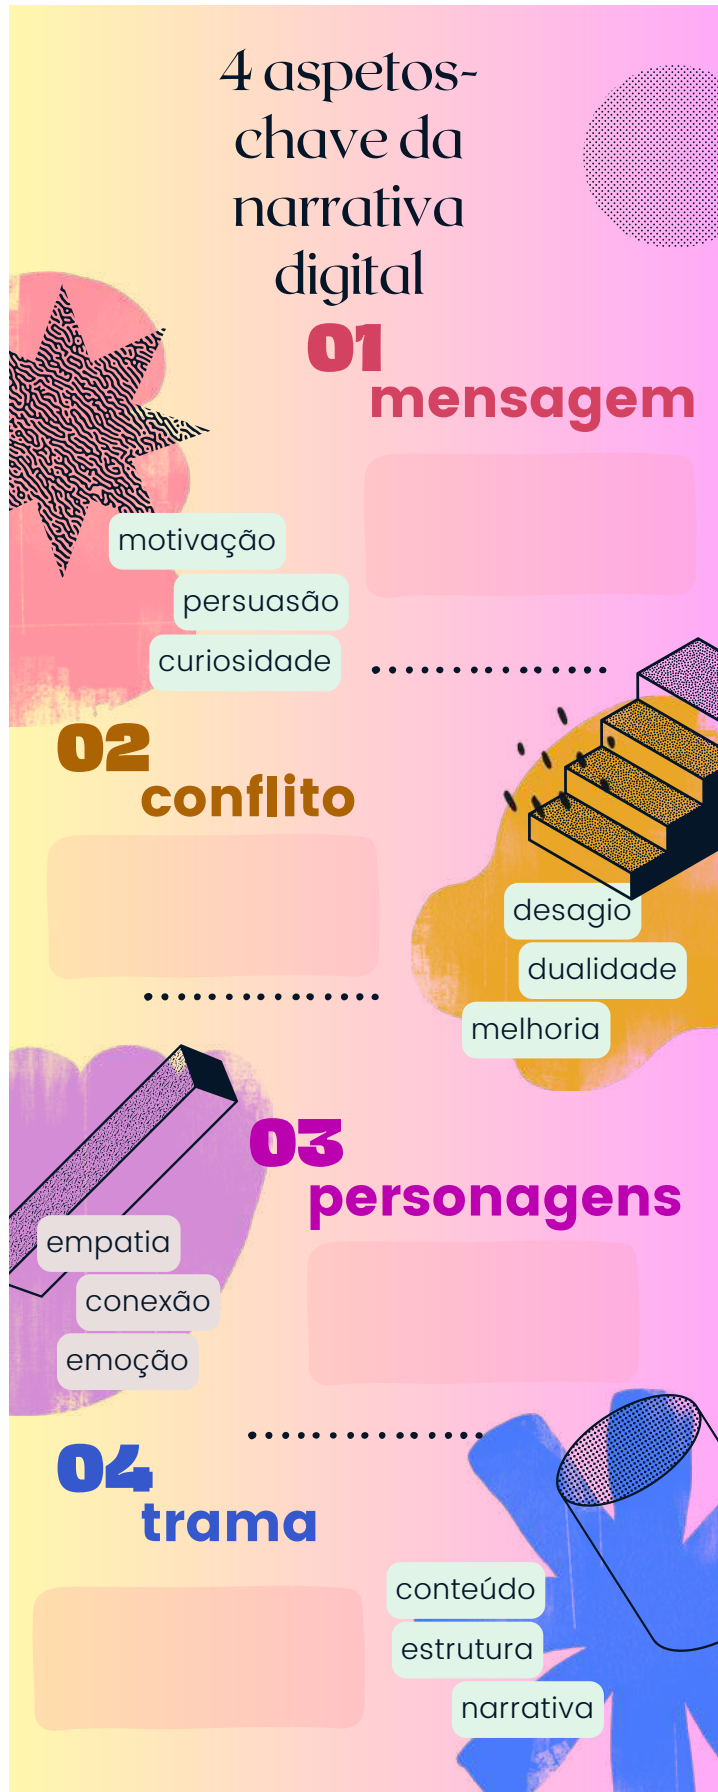 4 aspetos-
chave da
narrativa
digital
01
mensagem
motivação
persuasão
curiosidade
02
conflito
desagio
dualidade
melhoria
03
personagens
empatia
conexão
emoção
04
trama
conteúdo
estrutura
narrativa